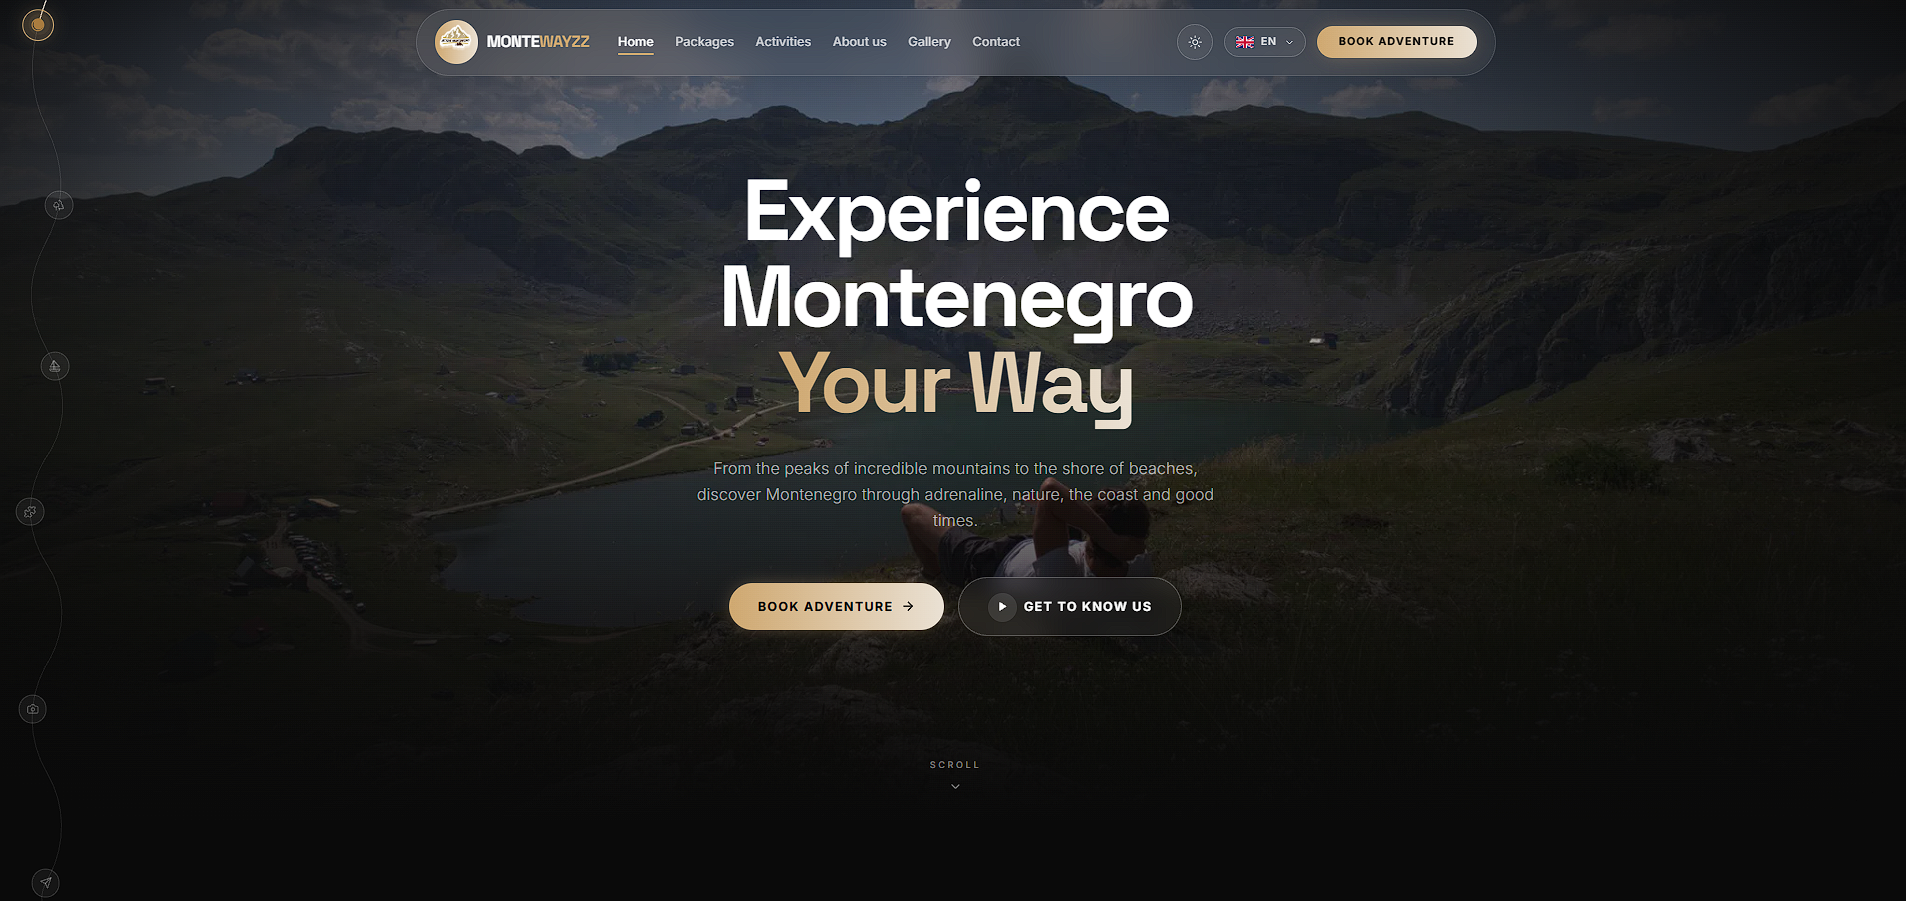 MONTEWAYZZ
Home
Packages
Activities
About us
Gallery
Contact
EN
BOOK ADVENTURE
Experience
Montenegro
Your Way
From the peaks of incredible mountains to the shore of beaches,
discover Montenegro through adrenaline, nature, the coast and good
times.
BOOK ADVENTURE
GET TO KNOW US
SCROLL